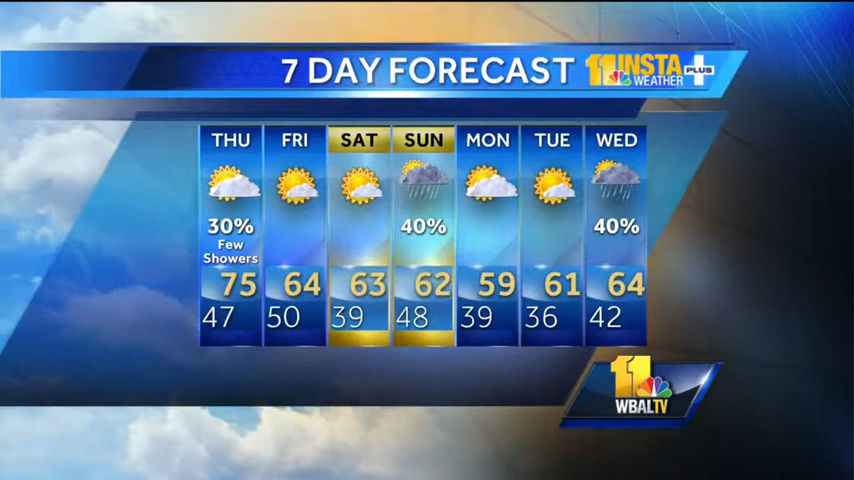 7 DAY FORECAST 11 INSTA WEATHER PLUS
THU FRI SAT SUN MON TUE WED
30% 40% 40%
Few
Showers
75 64 63 62 59 61 64
47 50 39 48 39 36 42
11
WBALTV